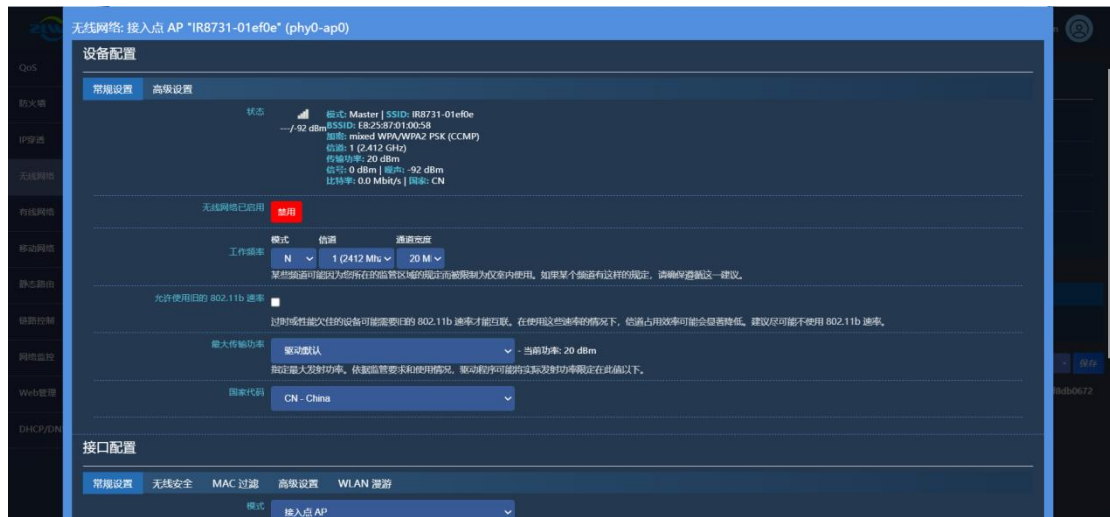 无线网络: 接入点 AP "IR8731-01ef0e" (phy0-ap0)
设备配置
常规设置 高级设置
状态
---/-92 dBm
模式: Master | SSID: IR8731-01ef0e
BSSID: E8:25:87:01:00:58
加密: mixed WPA/WPA2 PSK (CCMP)
信道: 1 (2.412 GHz)
传输功率: 20 dBm
信号: 0 dBm | 噪声: -92 dBm
比特率: 0.0 Mbit/s | 国家: CN
无线网络已启用 禁用
模式 信道 通道宽度
工作频率 N 1 (2412 Mhz 20 M
某些频道可能因为您所在的监管区域的规定而被限制为仅室内使用。如果某个频道有这样的规定，请确保遵循这一建议。
允许使用旧的 802.11b 速率
过时或性能欠佳的设备可能需要旧的 802.11b 速率才能互联。在使用这些速率的情况下，信道占用效率可能会显著降低。建议尽可能不使用 802.11b 速率。
最大传输功率 驱动默认 - 当前功率: 20 dBm
指定最大发射功率。依据监管要求和使用情况，驱动程序可能将实际发射功率限定在此值以下。
国家代码 CN - China
接口配置
常规设置 无线安全 MAC 过滤 高级设置 WLAN 漫游
模式 接入点 AP
QoS
防火墙
IP穿透
无线网络
有线网络
移动网络
静态路由
链路控制
网络监控
Web管理
DHCP/DN
保存
f8db0672